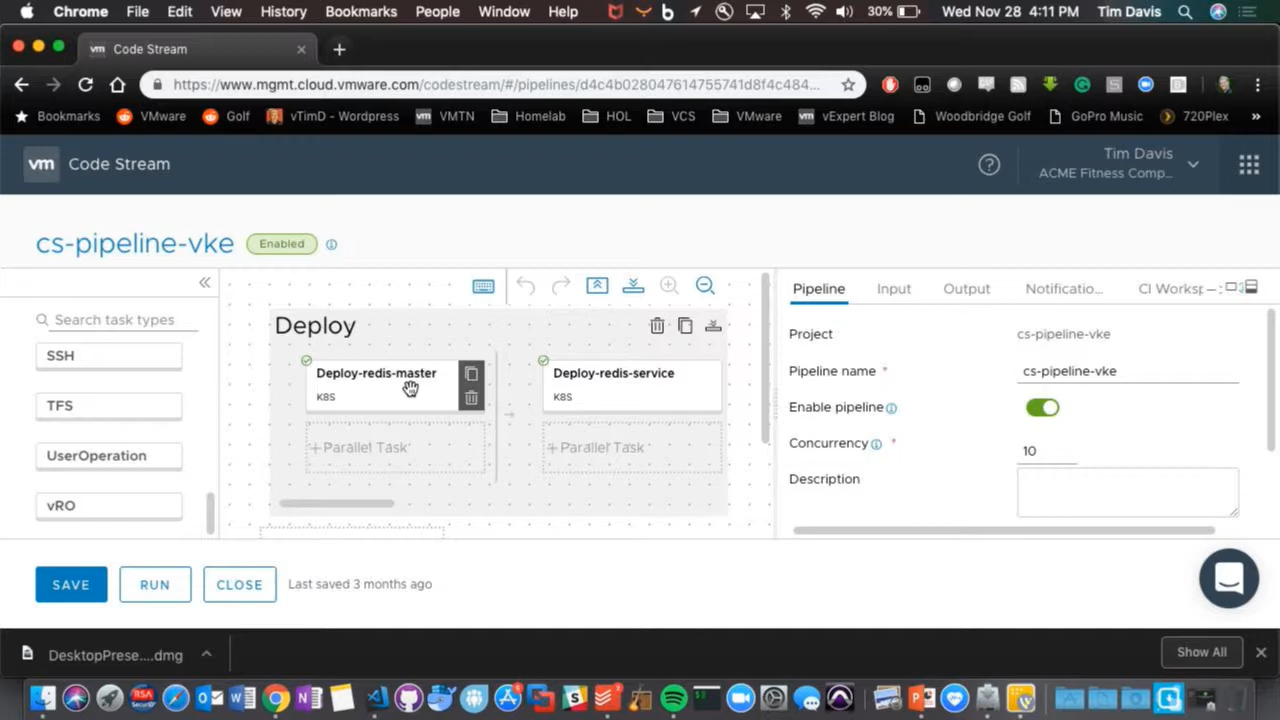 Chrome File Edit View History Bookmarks People Window Help 30% Wed Nov 28 4:11 PM Tim Davis
vm Code Stream
https://www.mgmt.cloud.vmware.com/codestream/#/pipelines/d4c4b028047614755741d8f4c484...
Bookmarks VMware Golf vTimD - Wordpress VMTN Homelab HOL VCS VMware vExpert Blog Woodbridge Golf GoPro Music 720Plex »
vm Code Stream
Tim Davis
ACME Fitness Comp...
cs-pipeline-vke Enabled
Search task types
SSH
TFS
UserOperation
vRO
Deploy
Deploy-redis-master
K8S
+ Parallel Task
Deploy-redis-service
K8S
+ Parallel Task
Pipeline Input Output Notificatio... CI Worksp
Project cs-pipeline-vke
Pipeline name * cs-pipeline-vke
Enable pipeline
Concurrency * 10
Description
SAVE RUN CLOSE Last saved 3 months ago
DesktopPrese....dmg Show All